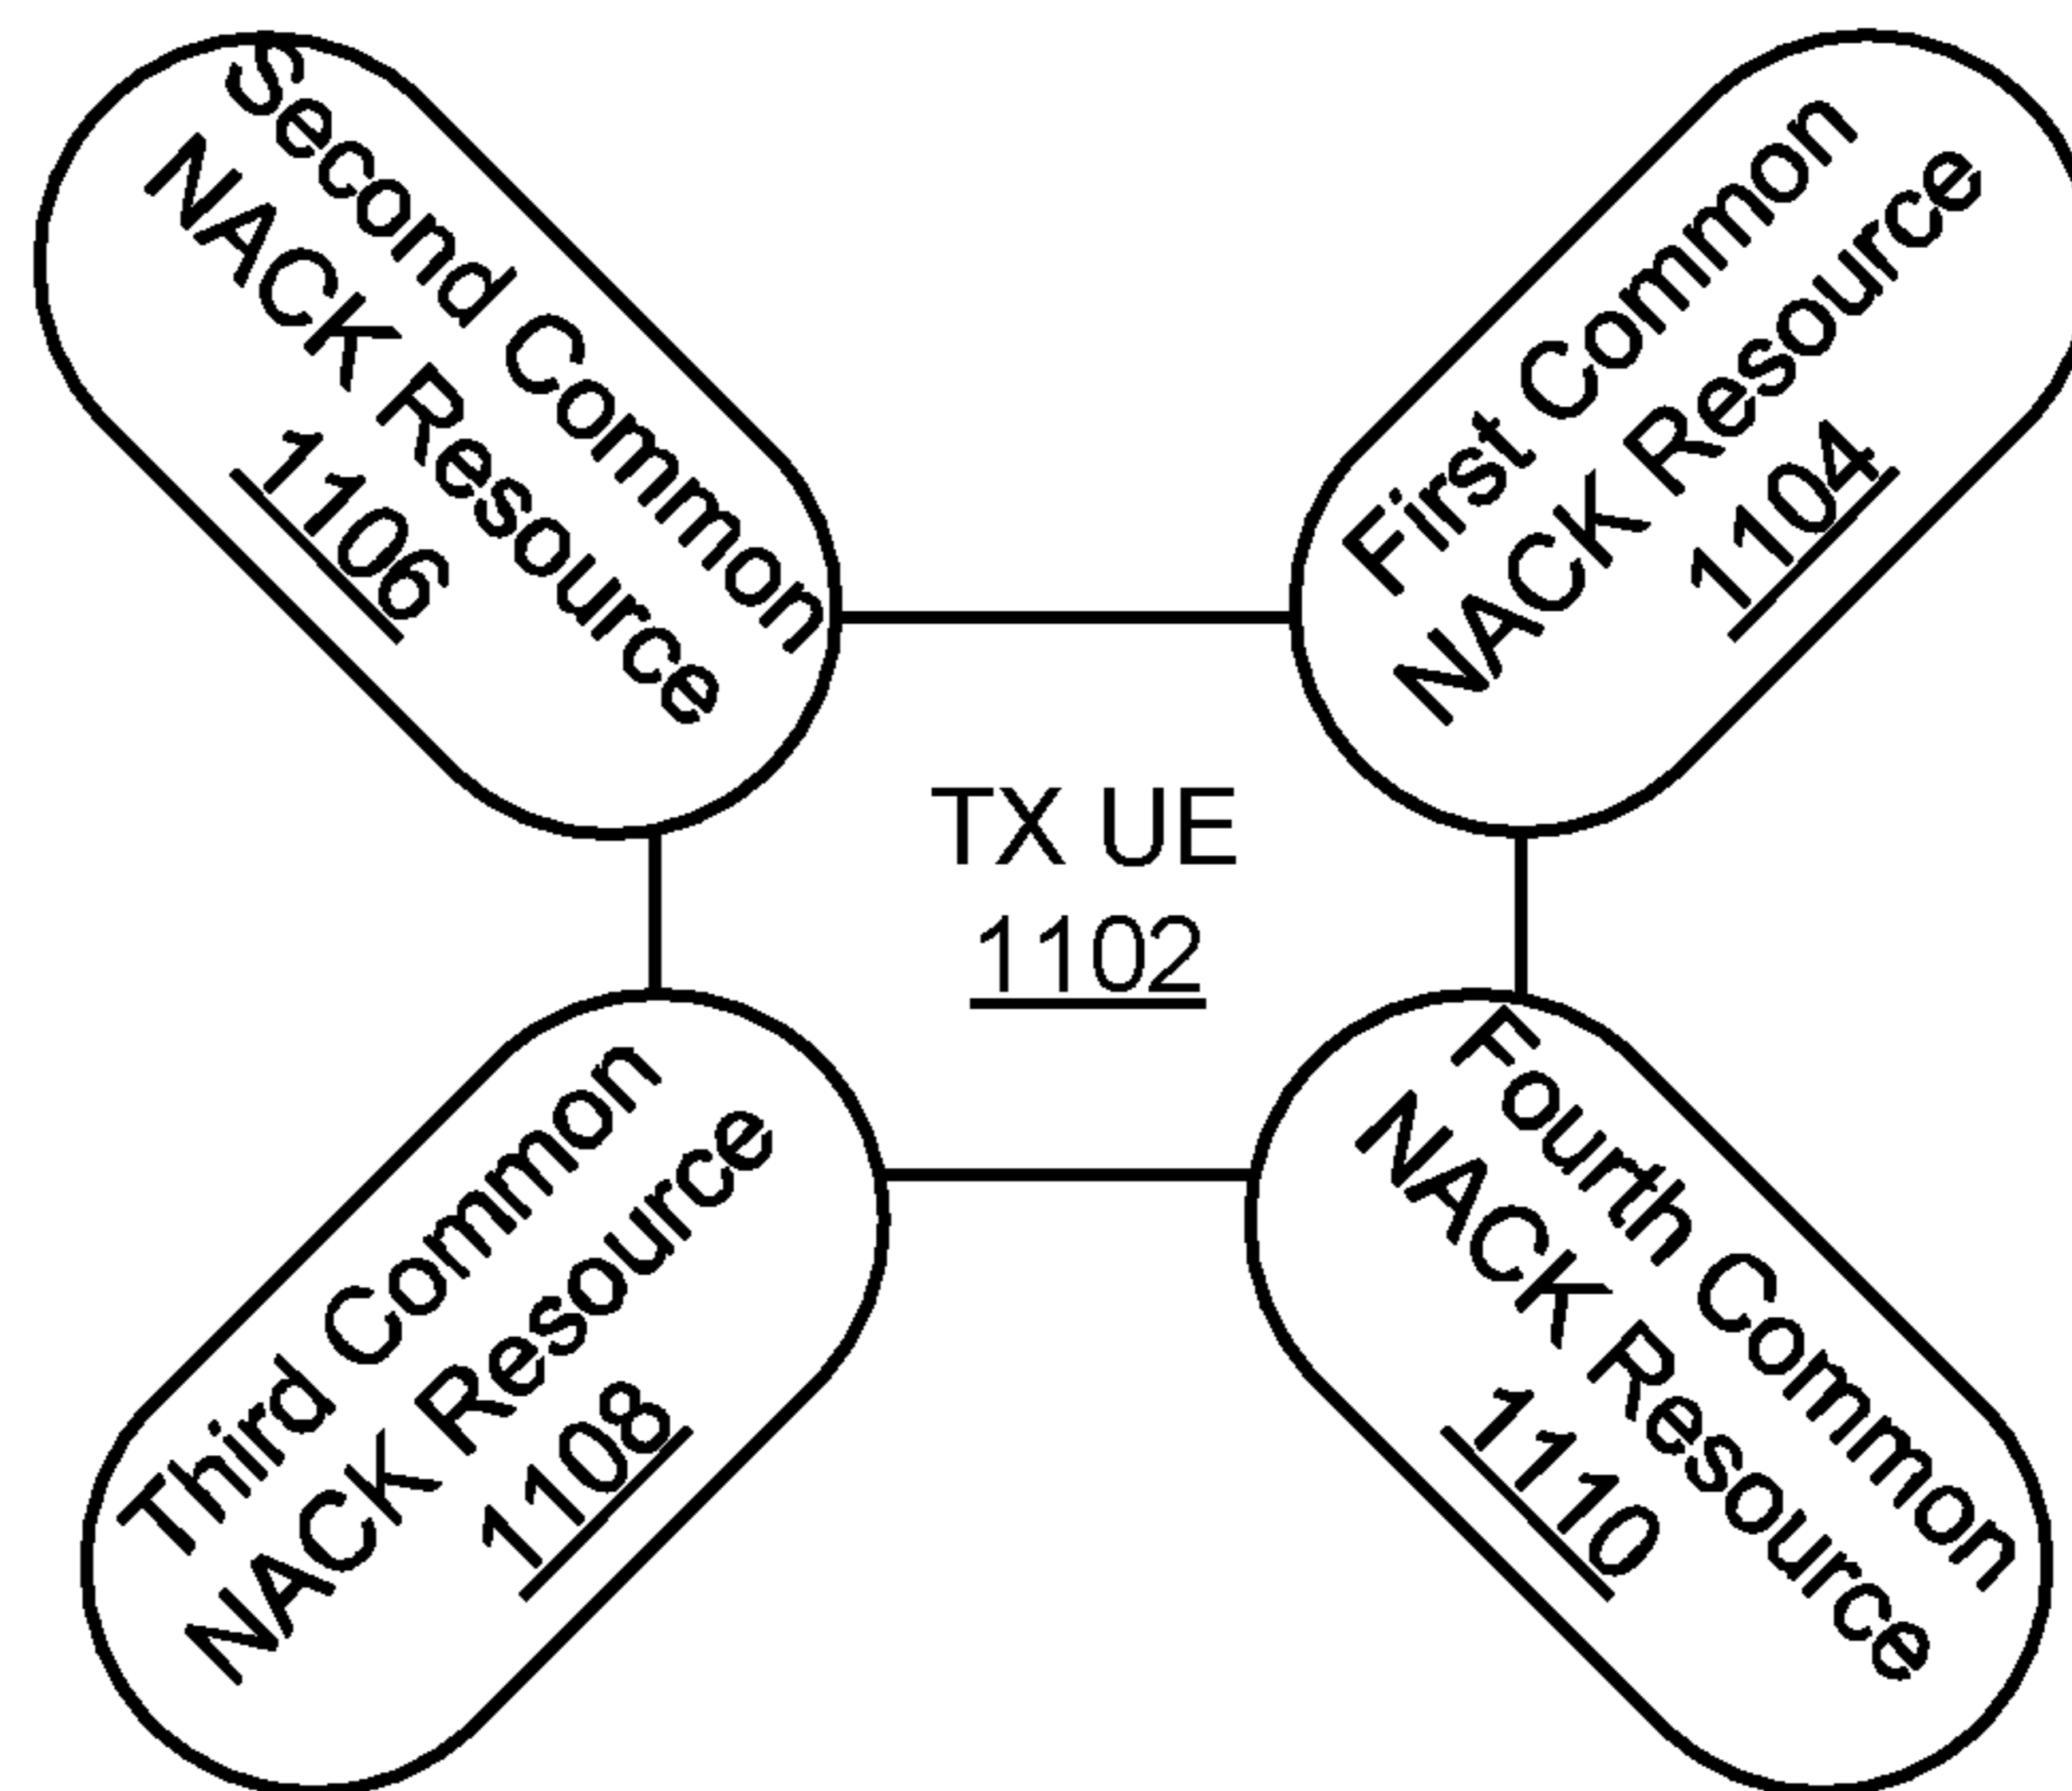 Second Common
NACK Resource
1106
First Common
NACK Resource
1104
TX UE
1102
Third Common
NACK Resource
1108
Fourth Common
NACK Resource
1110